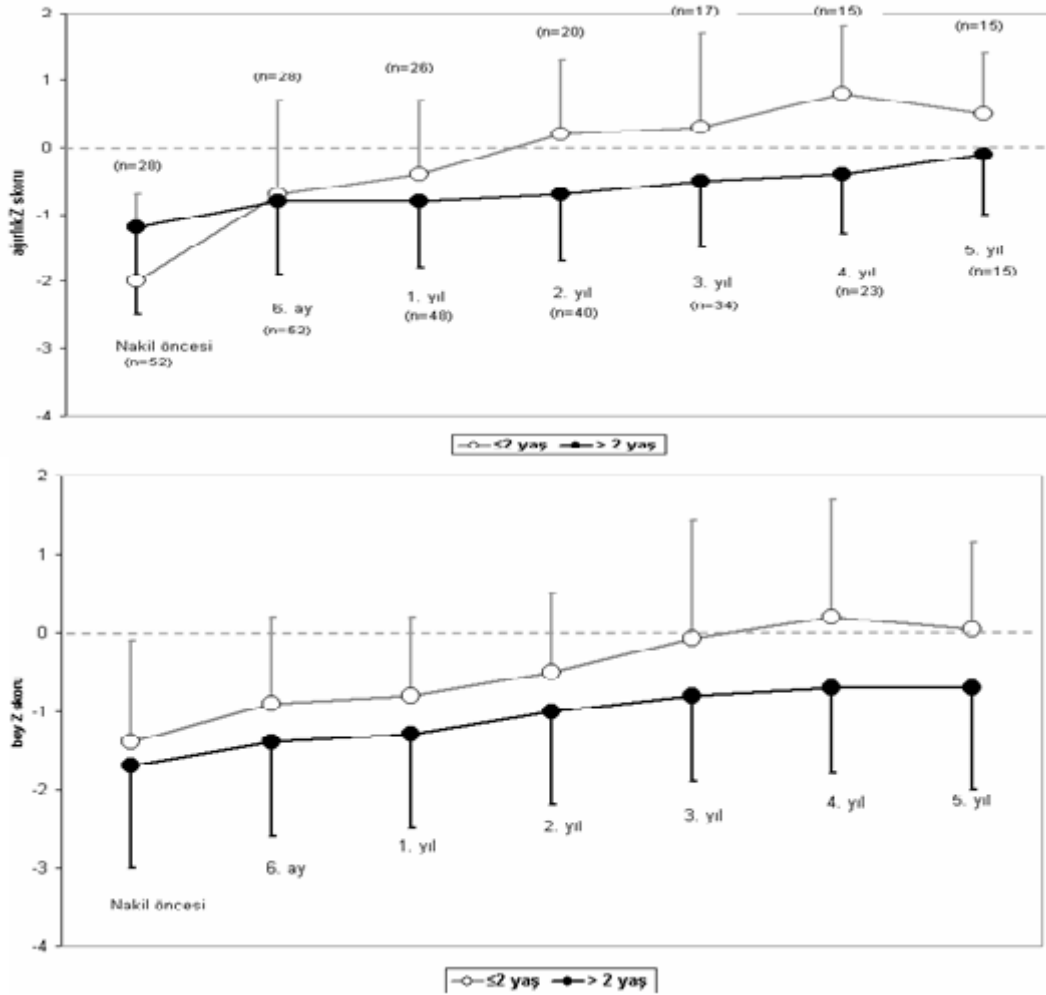 2
(n=17)
(n=15)
(n=20)
(n=15)
(n=28)
(n=26)
1
(n=28)
0
-1
-2
-3
-4
ağırlıkZ skoru
Nakil öncesi
(n=52)
6. ay
(n=52)
1. yıl
(n=48)
2. yıl
(n=40)
3. yıl
(n=34)
4. yıl
(n=23)
5. yıl
(n=15)
≤2 yaş > 2 yaş
2
1
0
-1
-2
-3
-4
boy Z skoru
Nakil öncesi
6. ay
1. yıl
2. yıl
3. yıl
4. yıl
5. yıl
≤2 yaş > 2 yaş